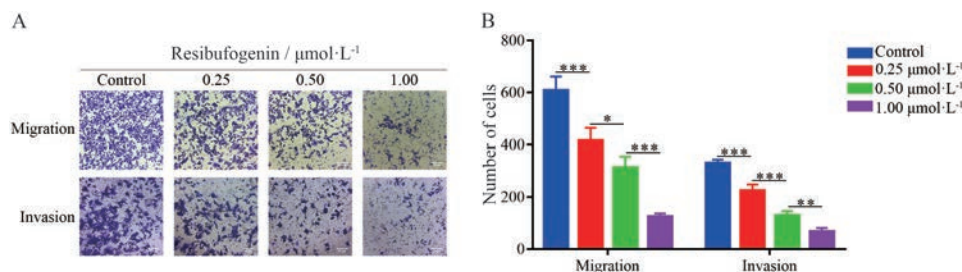 A
Resibufogenin / μmol·L⁻¹
Control 0.25 0.50 1.00
Migration
Invasion
B
Number of cells
800
600
400
200
0
*** * ***
*** *** **
Migration Invasion
Control
0.25 μmol·L⁻¹
0.50 μmol·L⁻¹
1.00 μmol·L⁻¹